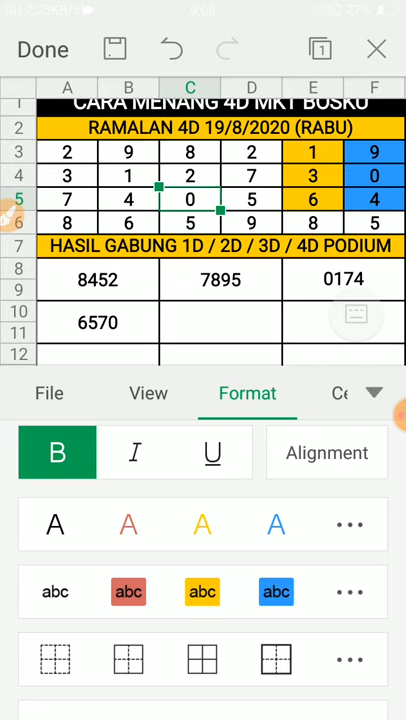 9:08
22%
Done
1
A B C D E F
1 CARA MENANG 4D MKT BOSKU
2 RAMALAN 4D 19/8/2020 (RABU)
3 2 9 8 2 1 9
4 3 1 2 7 3 0
5 7 4 0 5 6 4
6 8 6 5 9 8 5
7 HASIL GABUNG 1D / 2D / 3D / 4D PODIUM
8 8452 7895 0174
9
10 6570
11
12
File View Format Ce
B I U Alignment
A A A A
abc abc abc abc